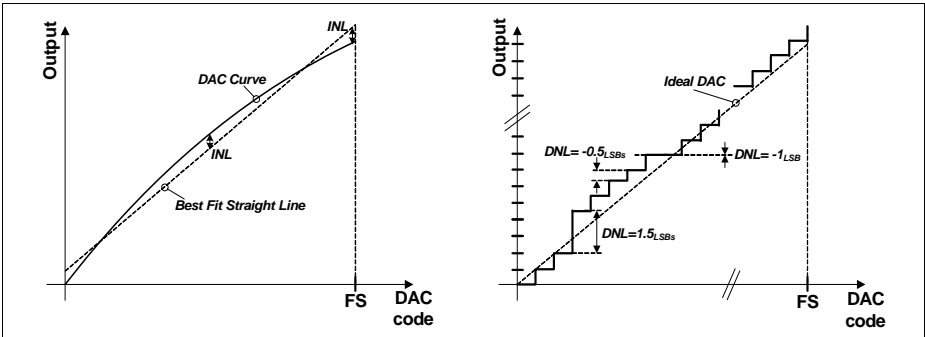 Output
INL
DAC Curve
INL
Best Fit Straight Line
FS
DAC
code
Output
Ideal DAC
DNL= -0.5LSBs
DNL= -1LSB
DNL=1.5LSBs
FS
DAC
code